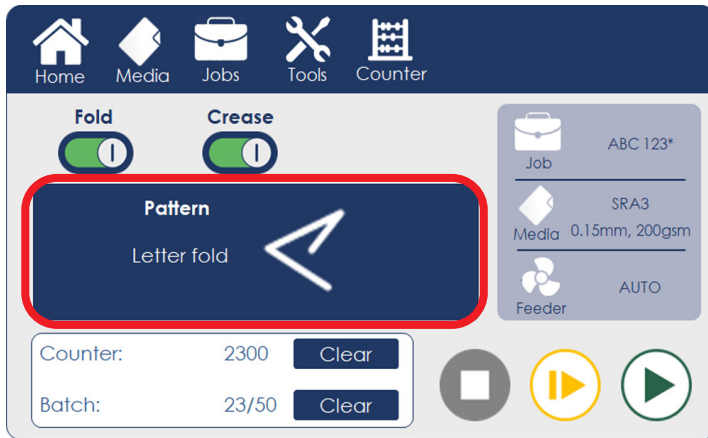 Home Media Jobs Tools Counter
Fold Crease
Pattern
Letter fold
Job ABC 123*
Media SRA3
0.15mm, 200gsm
Feeder AUTO
Counter: 2300 Clear
Batch: 23/50 Clear